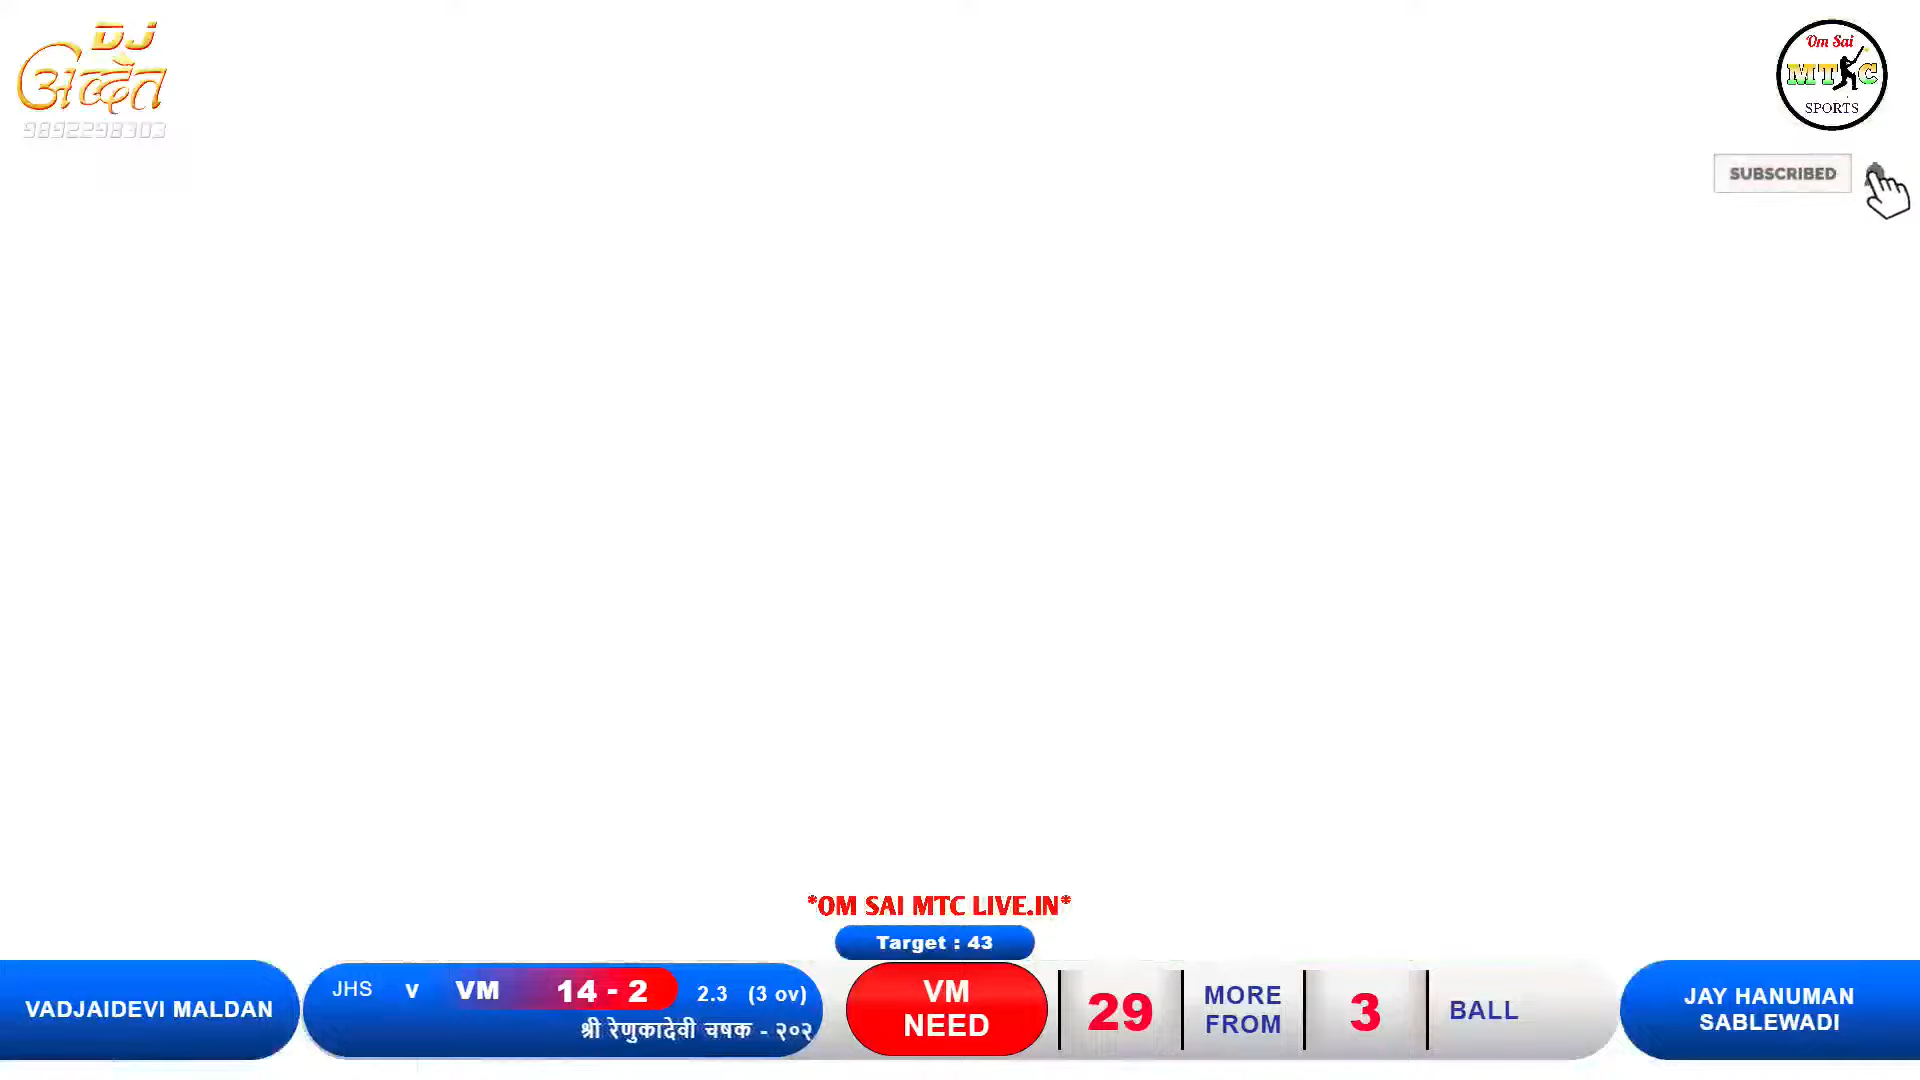 DJ
अव्दैत
9892298303
Om Sai
MTC
SPORTS
SUBSCRIBED
*OM SAI MTC LIVE.IN*
Target : 43
VADJAIDEVI MALDAN
JHS v VM 14 - 2 2.3 (3 ov)
श्री रेणुकादेवी चषक - २०२
VM
NEED
29
MORE
FROM
3
BALL
JAY HANUMAN
SABLEWADI